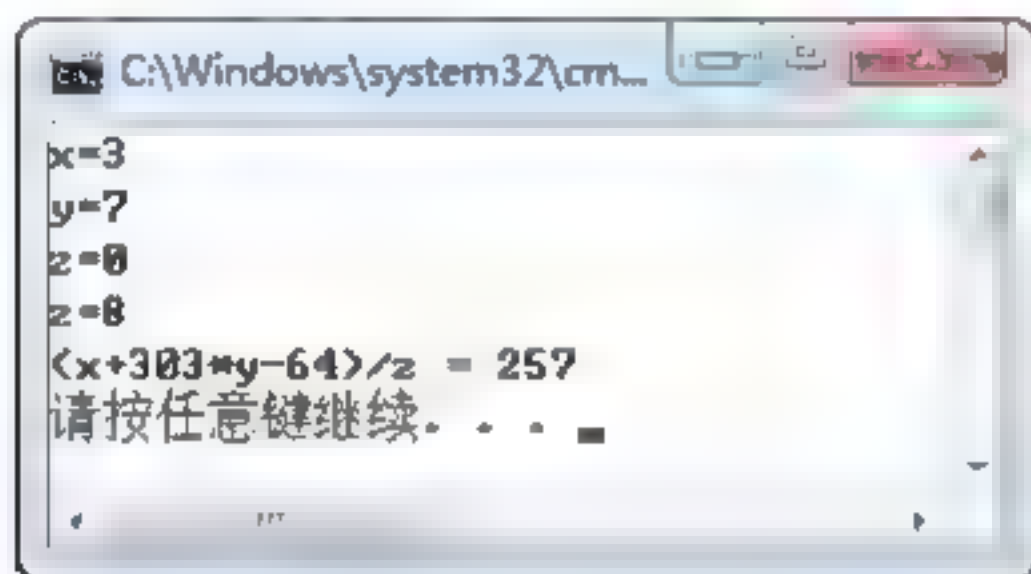 C:\Windows\system32\cm...
x=3
y=7
z=0
z=8
(x+303*y-64)/z = 257
请按任意键继续. . .